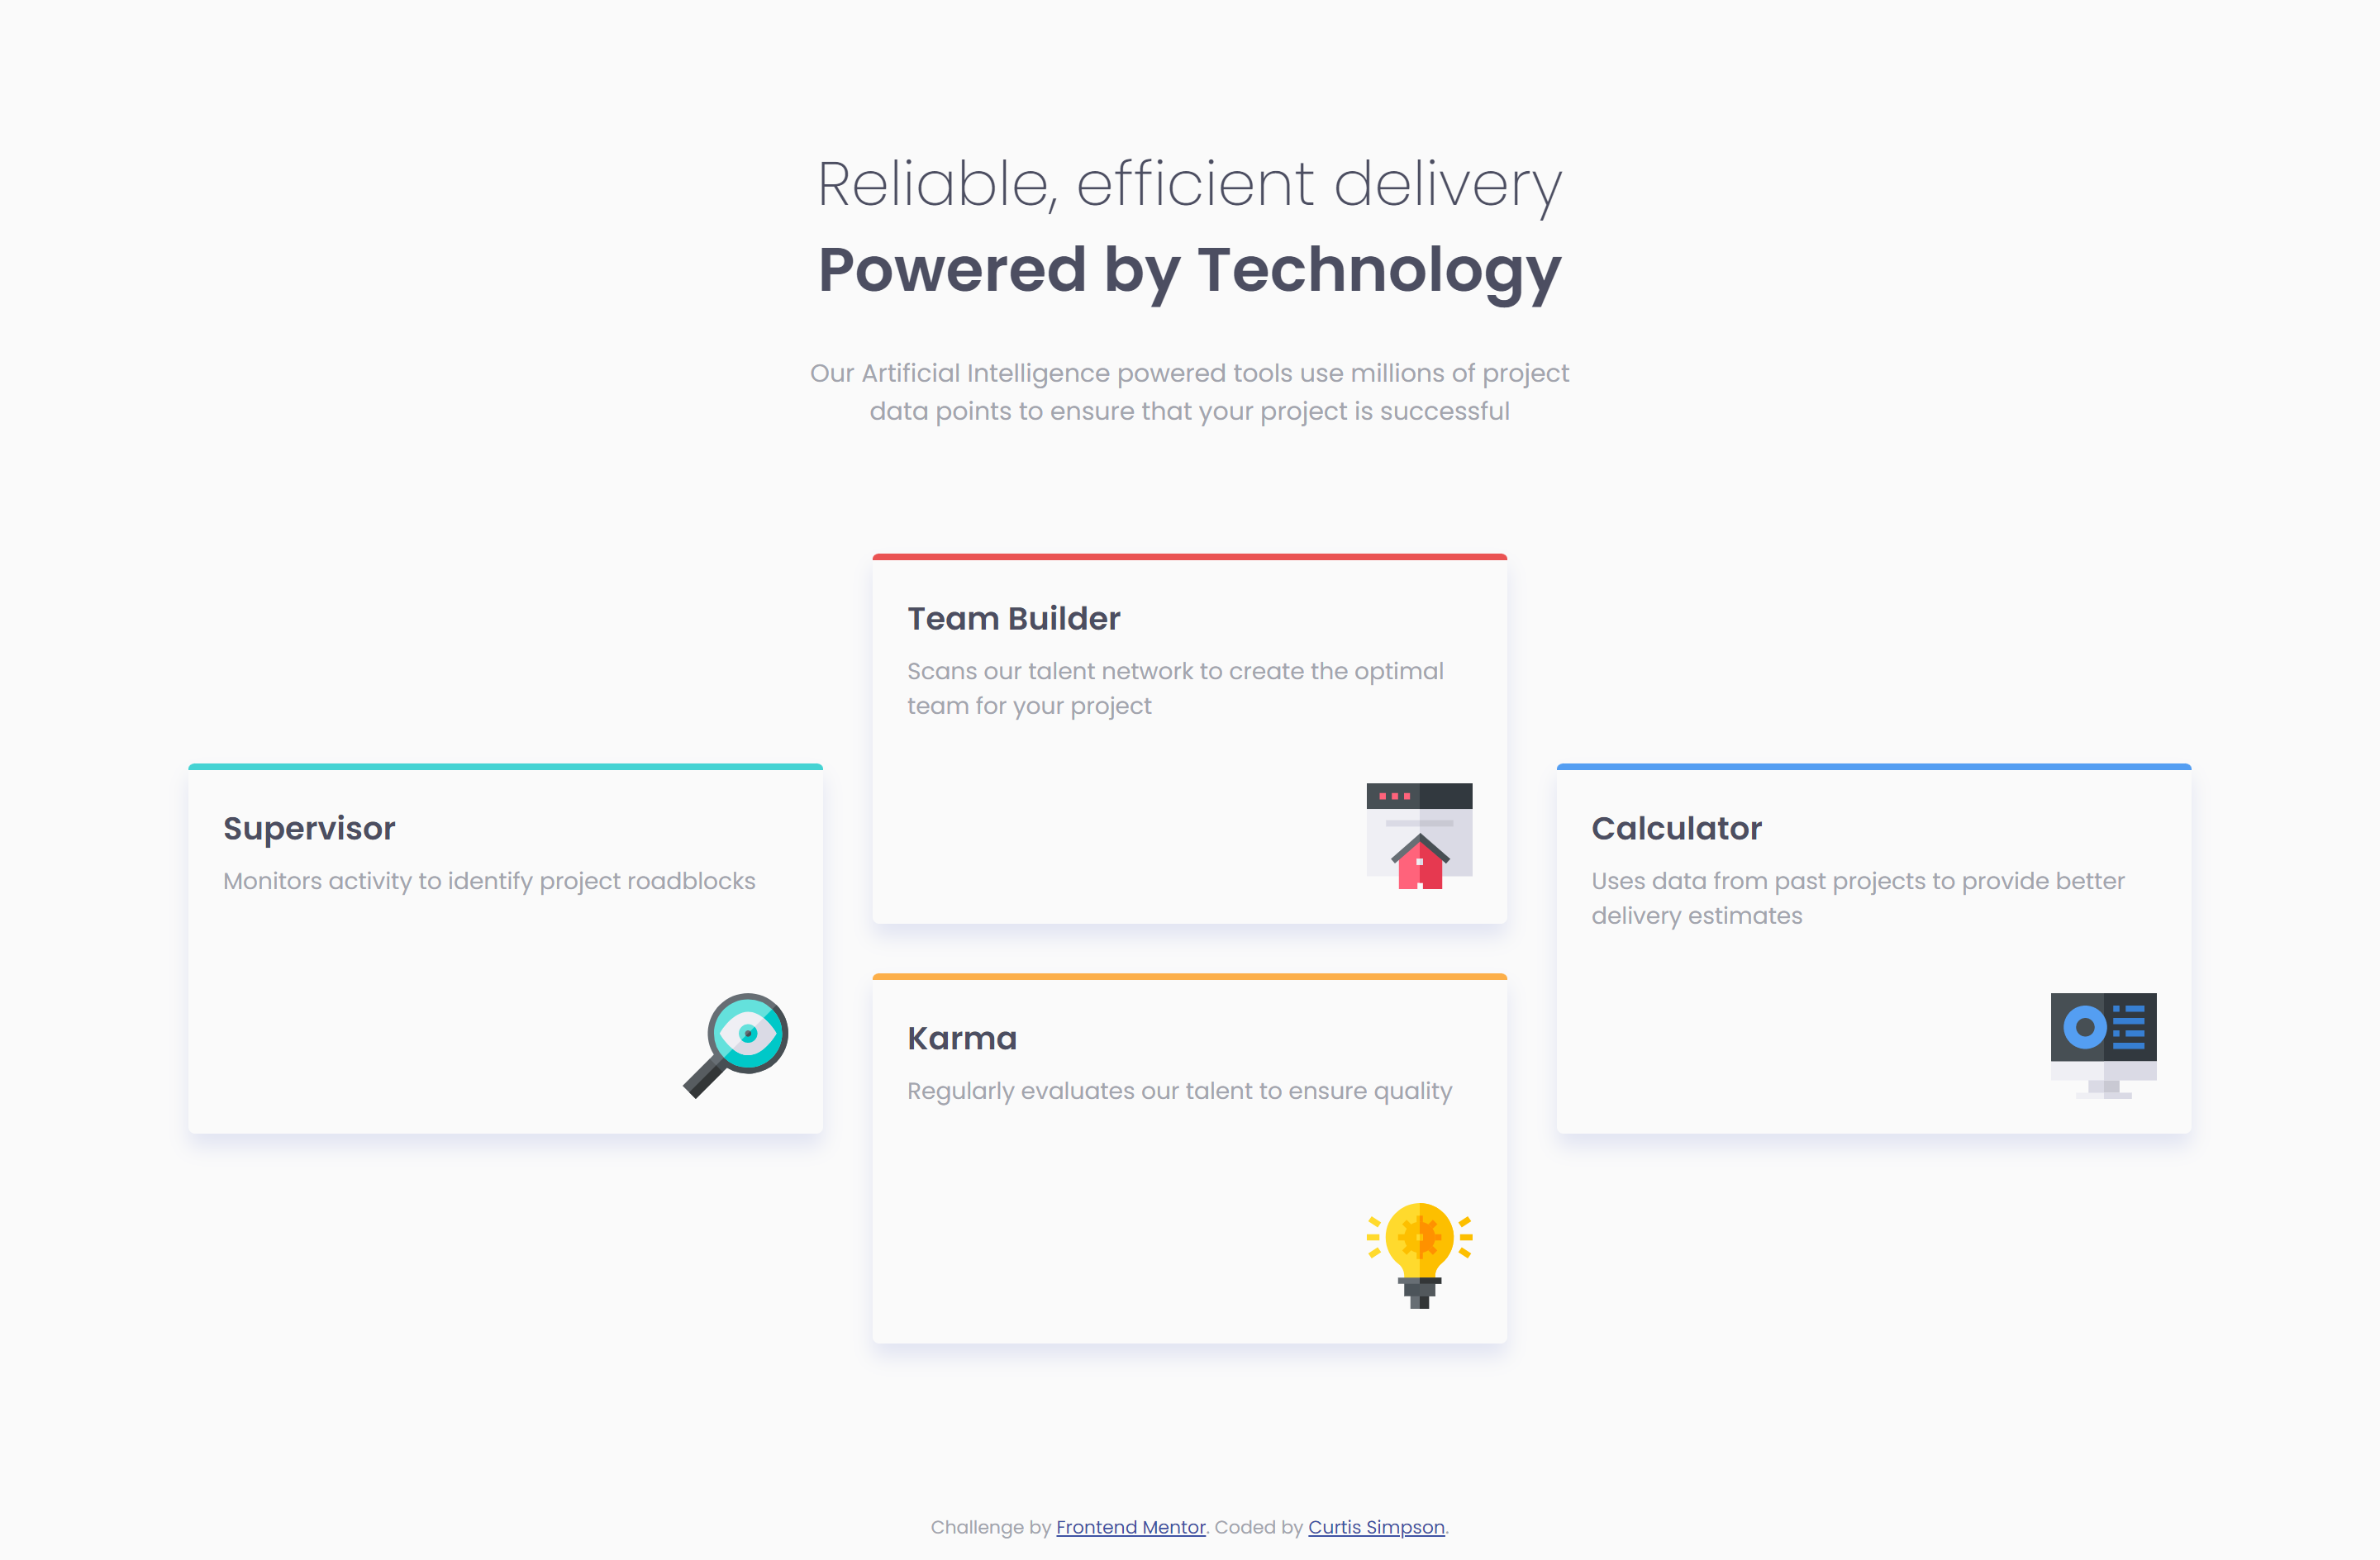 Reliable, efficient delivery
Powered by Technology
Our Artificial Intelligence powered tools use millions of project
data points to ensure that your project is successful
Supervisor
Monitors activity to identify project roadblocks
Team Builder
Scans our talent network to create the optimal
team for your project
Karma
Regularly evaluates our talent to ensure quality
Calculator
Uses data from past projects to provide better
delivery estimates
Challenge by Frontend Mentor. Coded by Curtis Simpson.